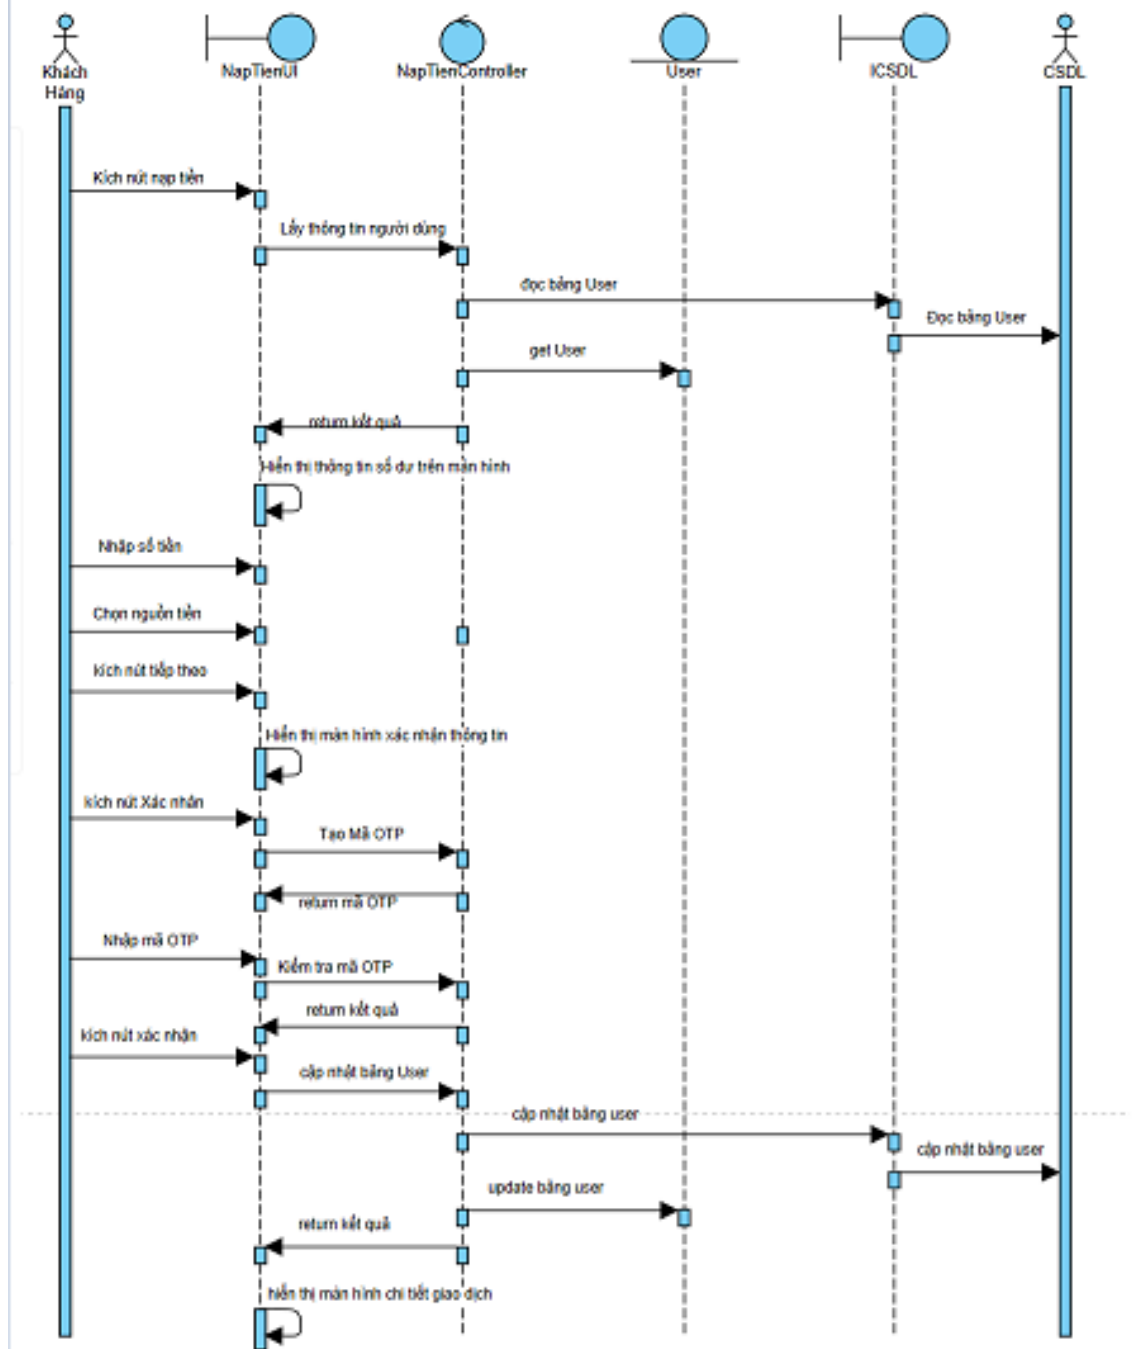 Khách
Hàng
NapTienUI
NapTienController
User
ICSDL
CSDL
Kích nút nạp tiền
Lấy thông tin người dùng
đọc bảng User
Đọc bảng User
get User
return kết quả
Hiển thị thông tin số dư trên màn hình
Nhập số tiền
Chọn nguồn tiền
kích nút tiếp theo
Hiển thị màn hình xác nhận thông tin
kích nút Xác nhân
Tạo Mã OTP
return mã OTP
Nhập mã OTP
Kiểm tra mã OTP
return kết quả
kích nút xác nhận
cập nhật bảng User
cập nhật bảng user
cập nhật bảng user
update bảng user
return kết quả
hiển thị màn hình chi tiết giao dịch